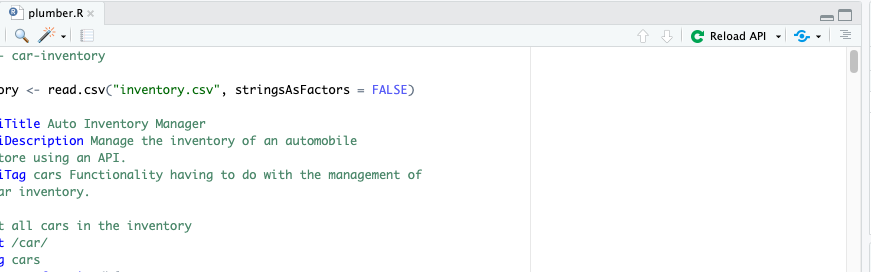 plumber.R
Reload API
- car-inventory
ory <- read.csv("inventory.csv", stringsAsFactors = FALSE)
iTitle Auto Inventory Manager
iDescription Manage the inventory of an automobile
tore using an API.
iTag cars Functionality having to do with the management of
ar inventory.
t all cars in the inventory
t /car/
g cars